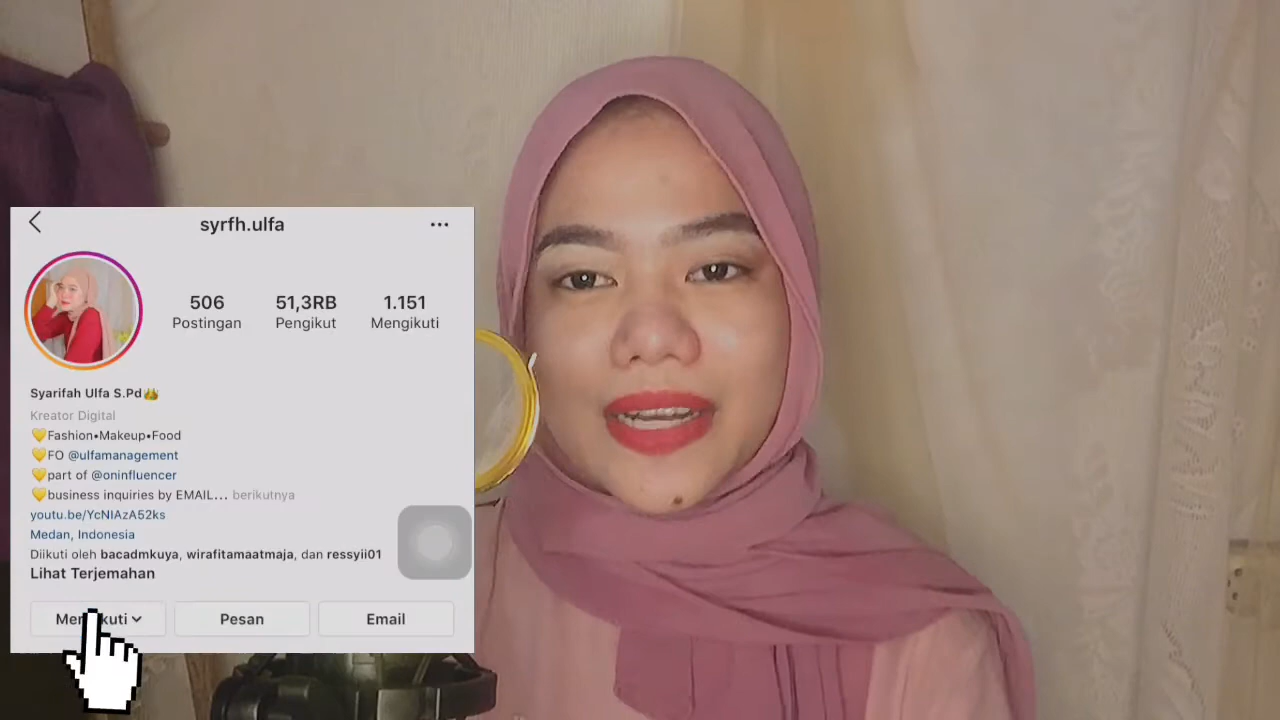 syrfh.ulfa
506 51,3RB 1.151
Postingan Pengikut Mengikuti
Syarifah Ulfa S.Pd
Kreator Digital
💛Fashion•Makeup•Food
💛FO @ulfamanagement
💛part of @oninfluencer
💛business inquiries by EMAIL... berikutnya
youtu.be/YcNIAzA52ks
Medan, Indonesia
Diikuti oleh bacadmkuya, wirafitamaatmaja, dan ressyii01
Lihat Terjemahan
Mengikuti Pesan Email